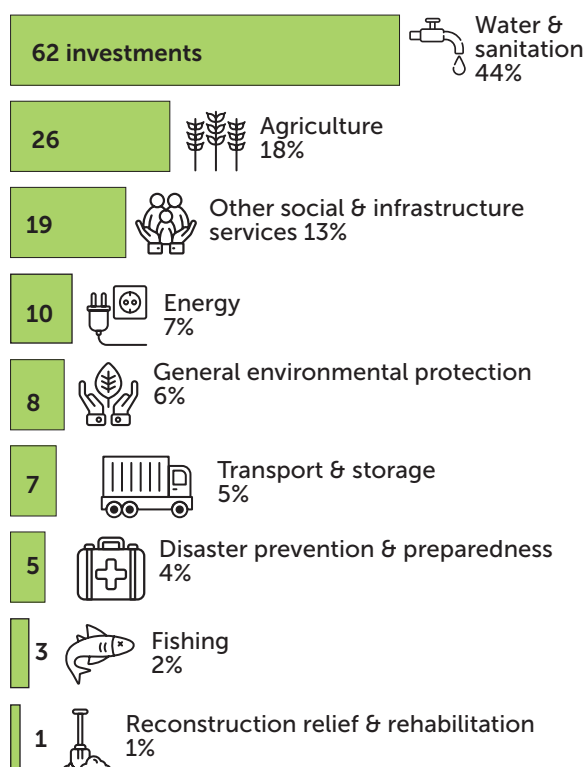 62 investments
Water &
sanitation
44%
26
Agriculture
18%
19
Other social & infrastructure
services 13%
10
Energy
7%
8
General environmental protection
6%
7
Transport & storage
5%
5
Disaster prevention & preparedness
4%
3
Fishing
2%
1
Reconstruction relief & rehabilitation
1%